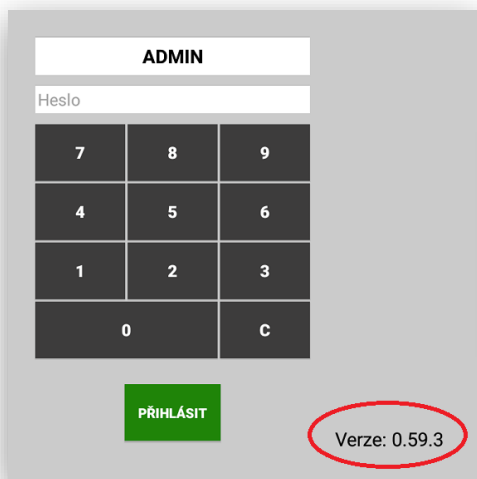 ADMIN
Heslo
7 8 9
4 5 6
1 2 3
0 C
PŘIHLÁSIT
Verze: 0.59.3